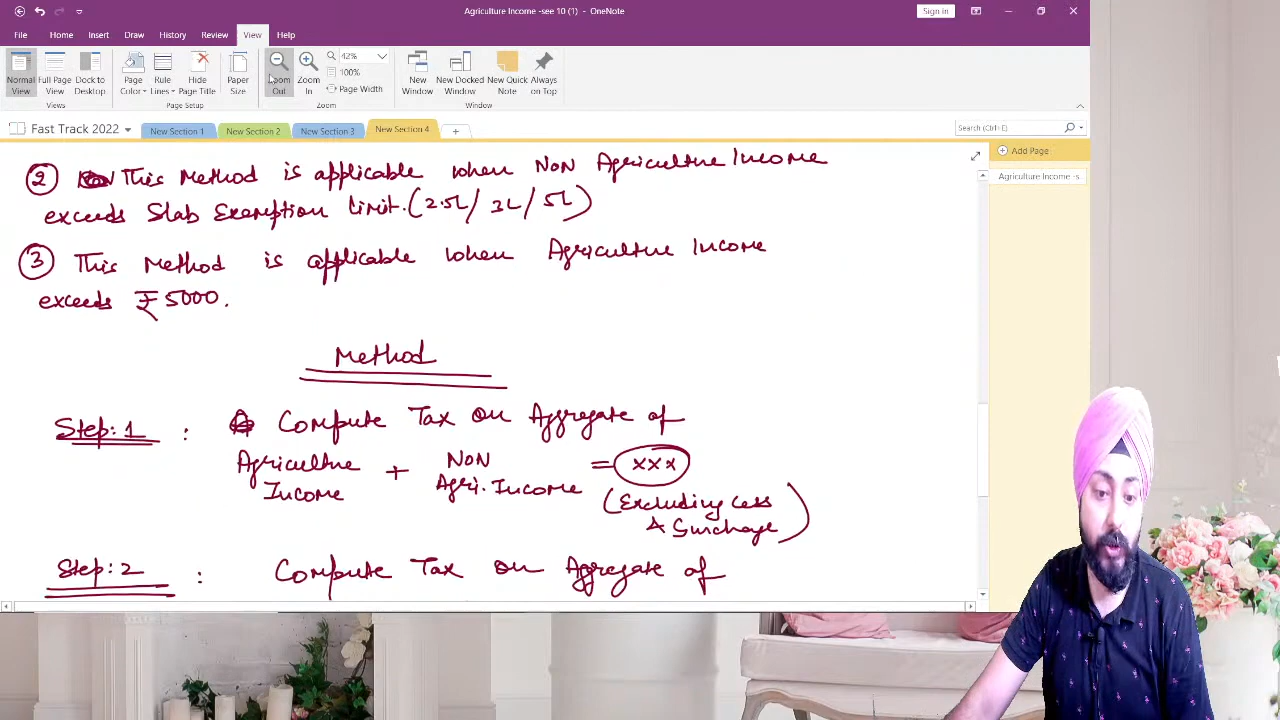 Agriculture Income -see 10 (1) - OneNote
Sign in
File Home Insert Draw History Review View Help
Normal View
Full Page View
Dock to Desktop
Page Color
Rule Lines
Hide Page Title
Paper Size
Zoom Out
Zoom In
42%
100%
Page Width
New Window
New Docked Window
New Quick Note
Always on Top
Views Page Setup Zoom Window
Fast Track 2022 New Section 1 New Section 2 New Section 3 New Section 4 +
Search (Ctrl+E)
Add Page
Agriculture Income -s
② This Method is applicable when Non Agriculture Income
exceeds Slab Exemption Limit. (2.5L/ 3L/ 5L)
③ This Method is applicable when Agriculture Income
exceeds ₹ 5000.
Method
Step: 1 : Compute Tax on Aggregate of
Agriculture Income + Non Agri. Income = xxx
(Excluding Cess & Surcharge)
Step: 2 : Compute Tax on Aggregate of